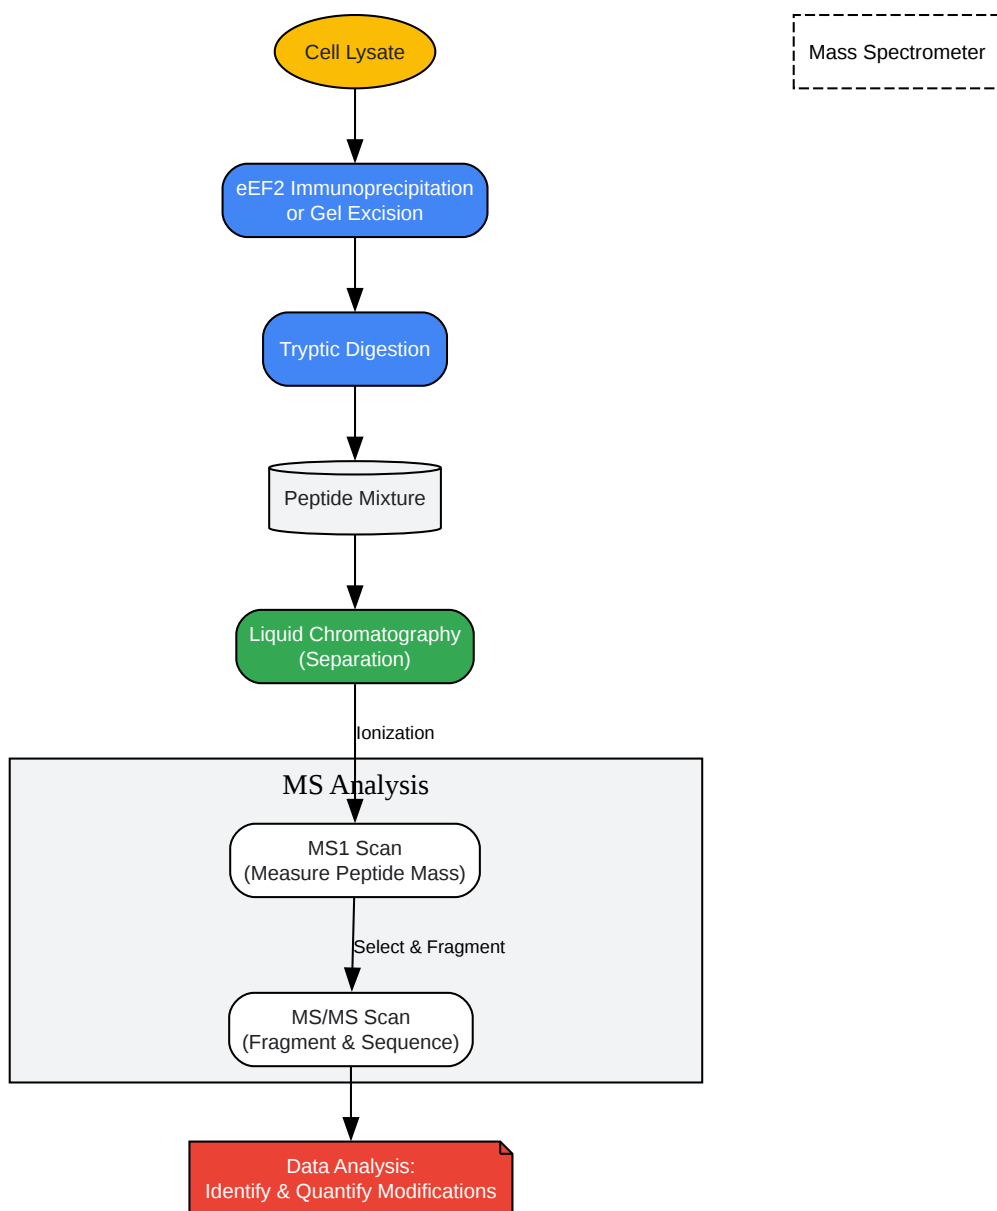 Cell Lysate
Mass Spectrometer
eEF2 Immunoprecipitation
or Gel Excision
Tryptic Digestion
Peptide Mixture
Liquid Chromatography
(Separation)
Ionization
MS Analysis
MS1 Scan
(Measure Peptide Mass)
Select & Fragment
MS/MS Scan
(Fragment & Sequence)
Data Analysis:
Identify & Quantify Modifications